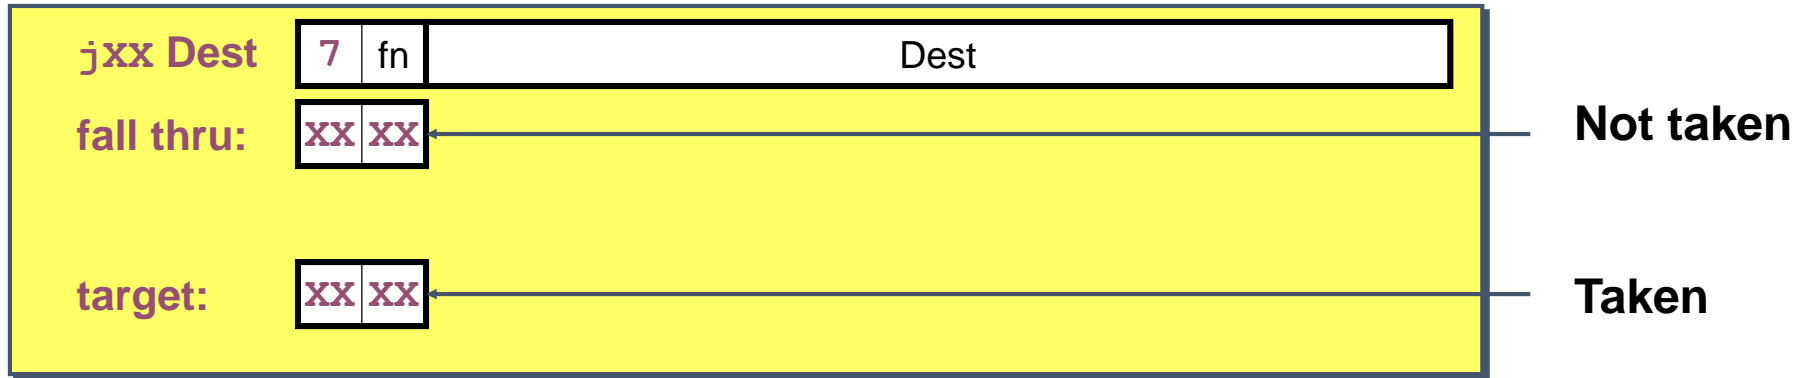 jXX Dest 7 fn Dest
fall thru: XX XX Not taken
target: XX XX Taken